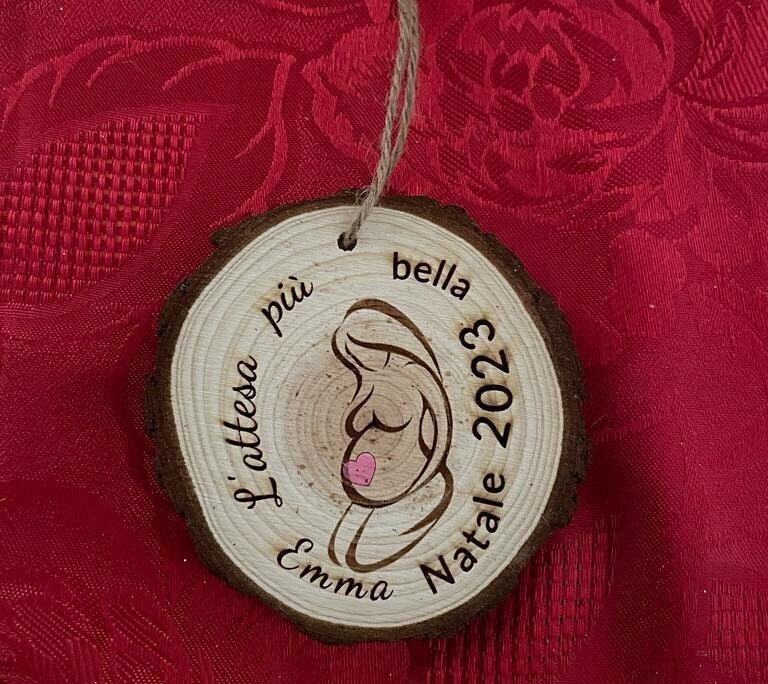 L'attesa più bella
Natale 2023
Emma